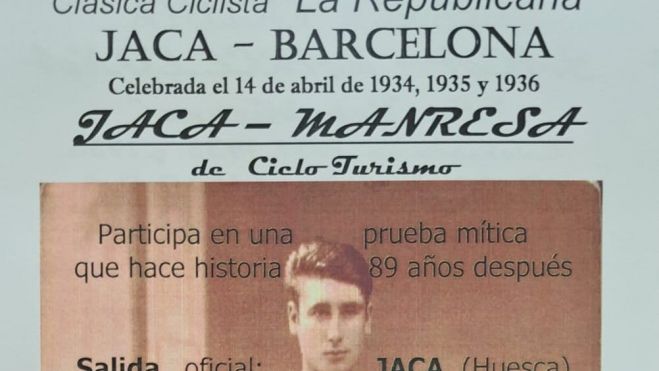 Clásica Ciclista "La Republicana"
JACA - BARCELONA
Celebrada el 14 de abril de 1934, 1935 y 1936
JACA - MANRESA
de Ciclo Turismo
Participa en una prueba mítica
que hace historia 89 años después
Salida oficial: JACA (Huesca)